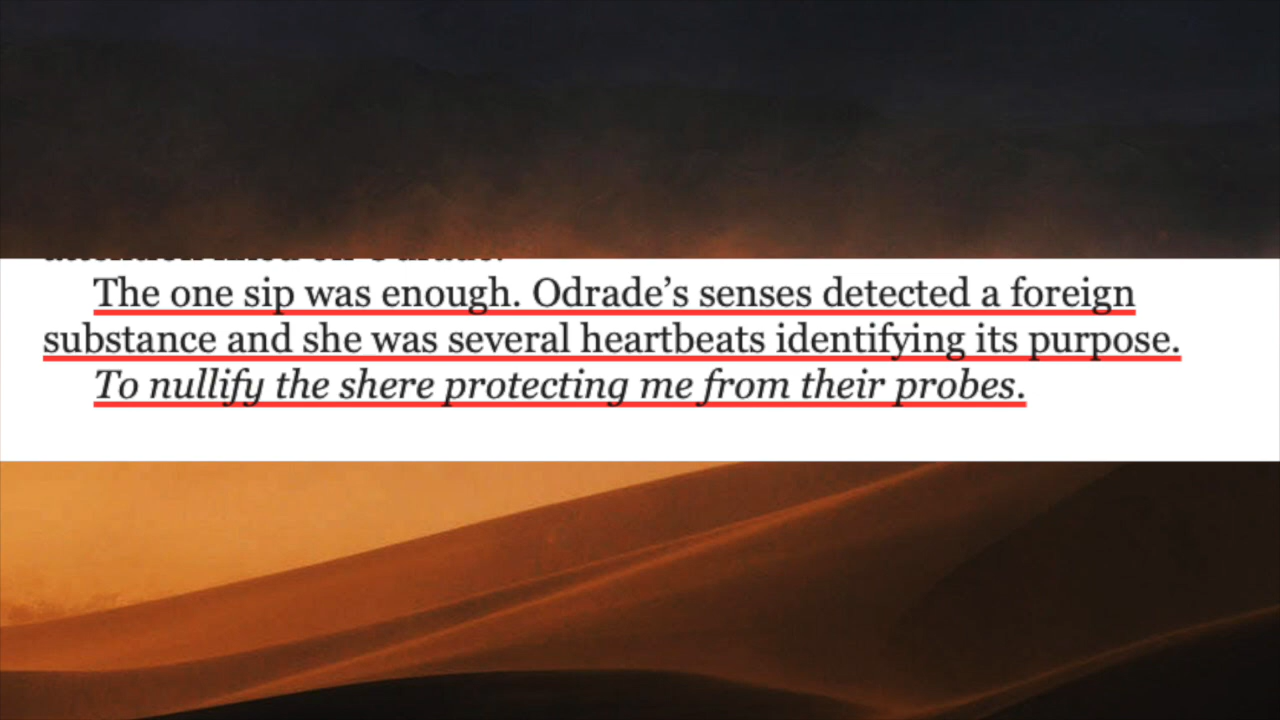 The one sip was enough. Odrade’s senses detected a foreign
substance and she was several heartbeats identifying its purpose.
To nullify the shere protecting me from their probes.